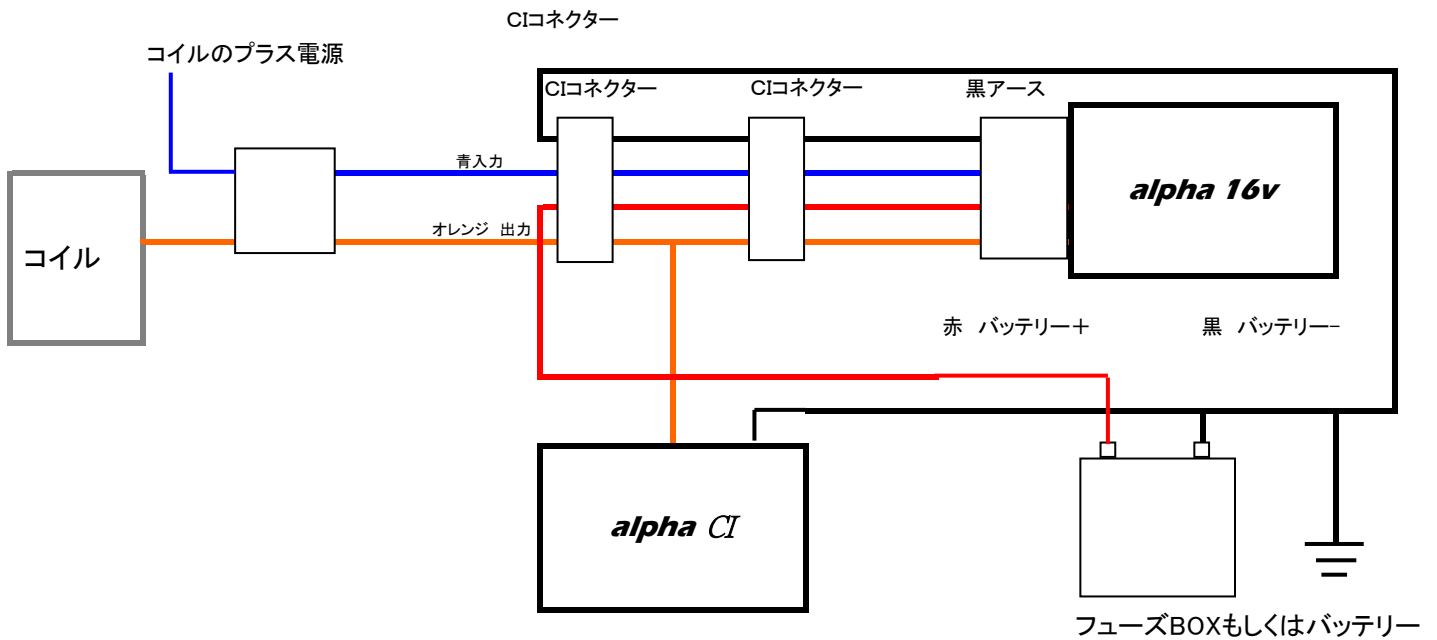 CIコネクター
コイルのプラス電源
CIコネクター
CIコネクター
黒アース
青入力
alpha 16v
オレンジ 出力
コイル
赤 バッテリー＋
黒 バッテリー−
alpha CI
フューズBOXもしくはバッテリー